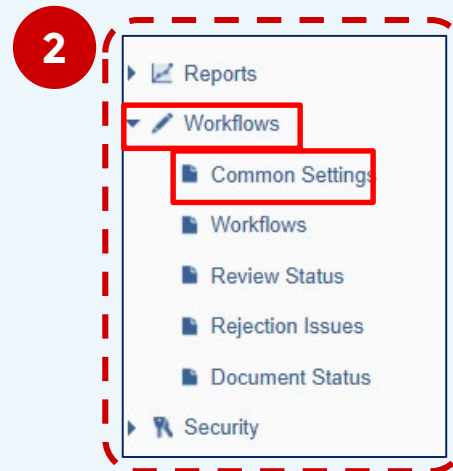 2
Reports
Workflows
Common Settings
Workflows
Review Status
Rejection Issues
Document Status
Security